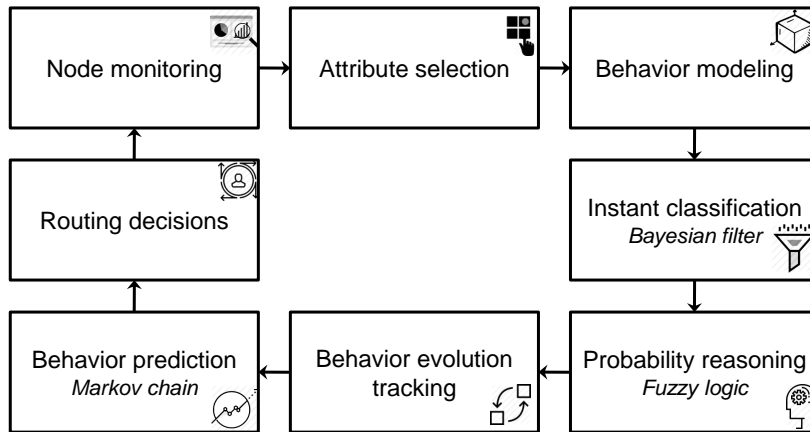 Node monitoring
Attribute selection
Behavior modeling
Routing decisions
Instant classification
Bayesian filter
Behavior prediction
Markov chain
Behavior evolution
tracking
Probability reasoning
Fuzzy logic